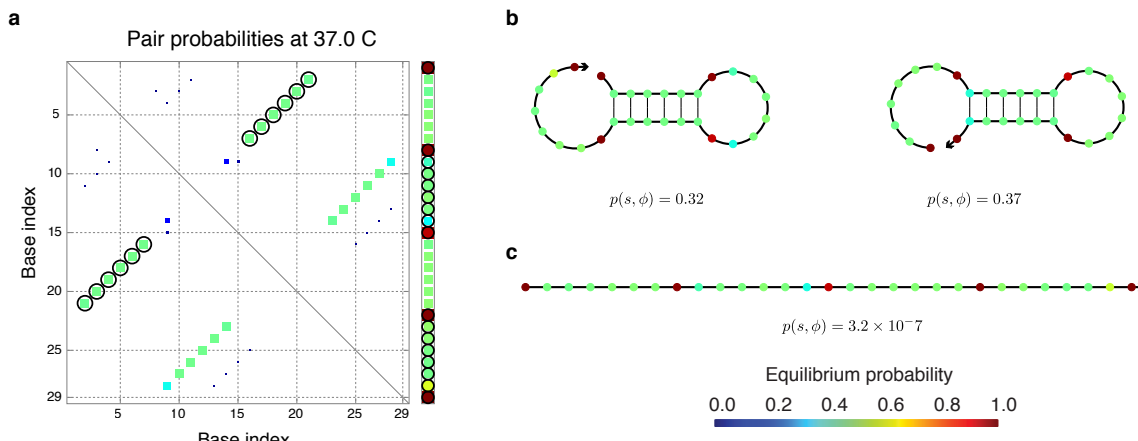 a
Pair probabilities at 37.0 C
5
10
15
20
25
29
Base index
5 10 15 20 25 29
Base index
b
p(s, ϕ) = 0.32
p(s, ϕ) = 0.37
c
p(s, ϕ) = 3.2 × 10⁻7
Equilibrium probability
0.0 0.2 0.4 0.6 0.8 1.0